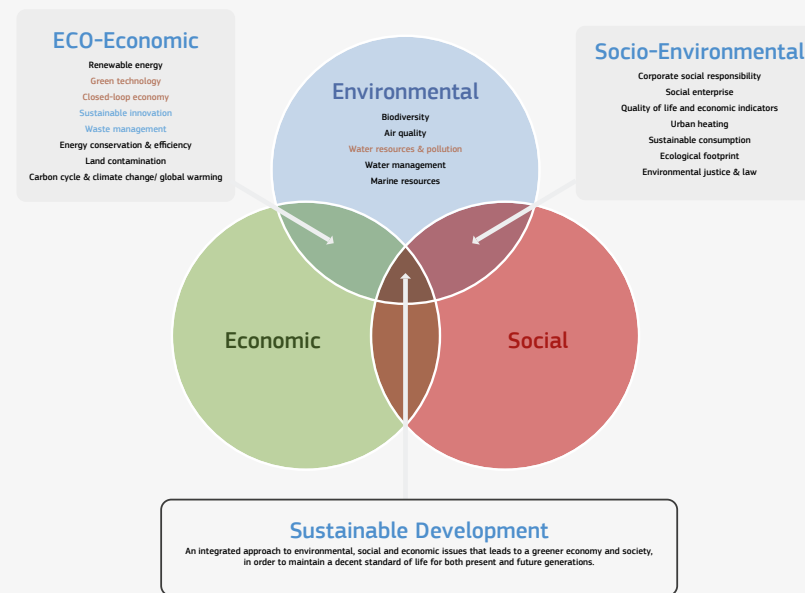 ECO-Economic
Renewable energy
Green technology
Closed-loop economy
Sustainable innovation
Waste management
Energy conservation & efficiency
Land contamination
Carbon cycle & climate change/ global warming
Environmental
Biodiversity
Air quality
Water resources & pollution
Water management
Marine resources
Socio-Environmental
Corporate social responsibility
Social enterprise
Quality of life and economic indicators
Urban heating
Sustainable consumption
Ecological footprint
Environmental justice & law
Economic
Social
Sustainable Development
An integrated approach to environmental, social and economic issues that leads to a greener economy and society,
in order to maintain a decent standard of life for both present and future generations.